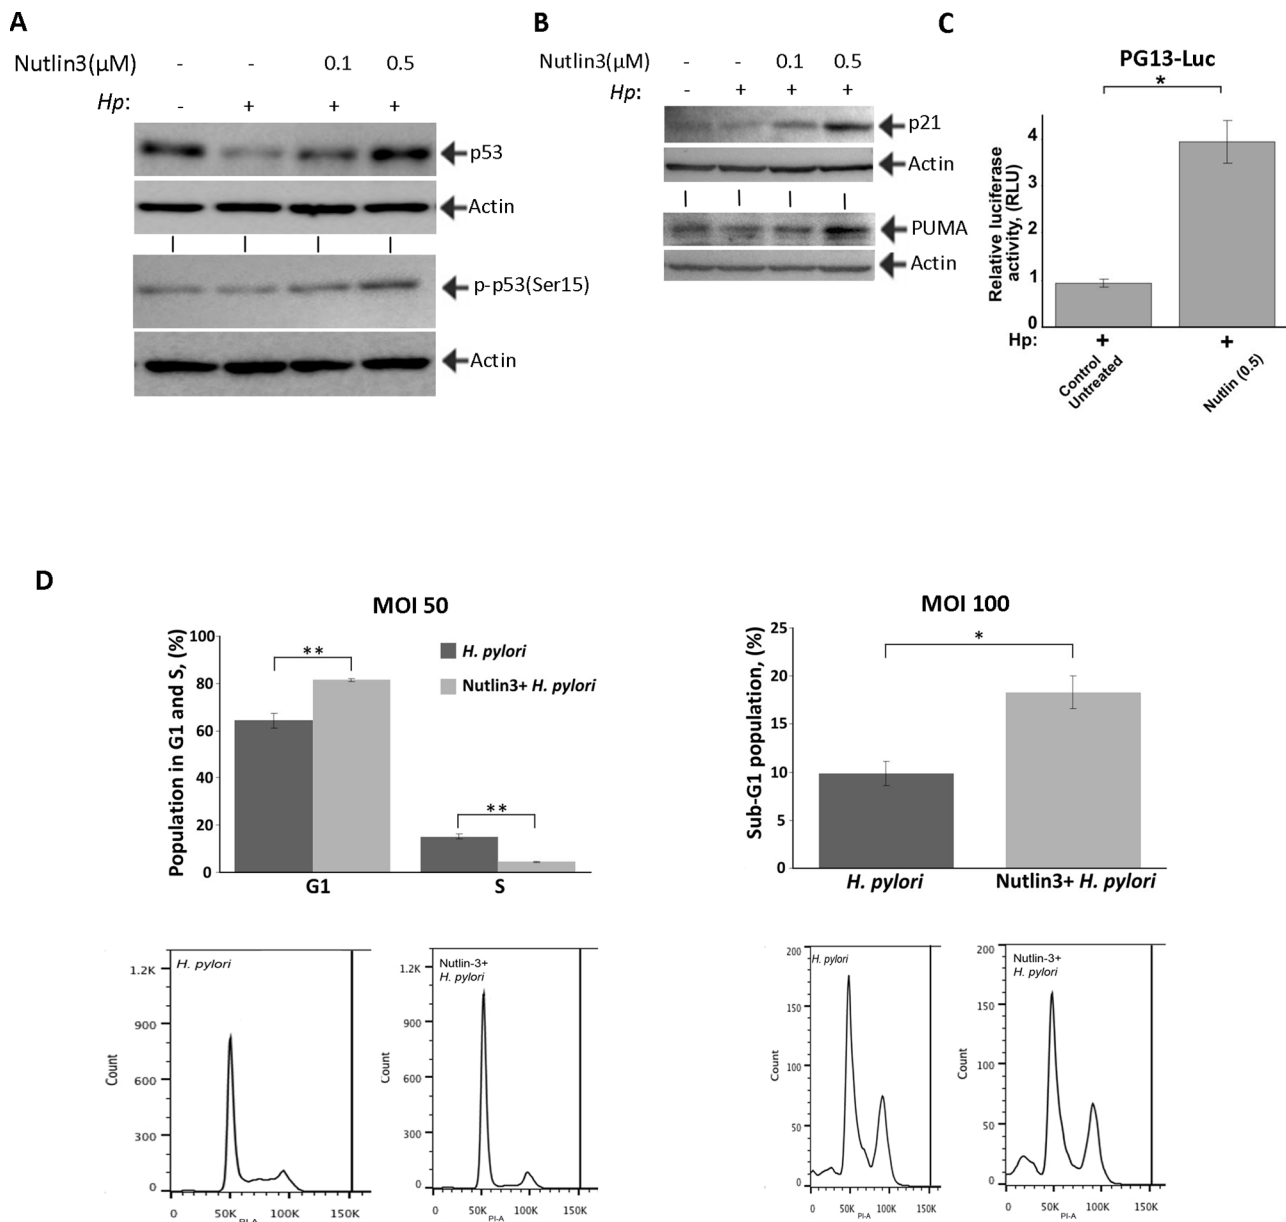 A
Nutlin3(μM) - - 0.1 0.5
Hp: - + + +
p53
Actin
p-p53(Ser15)
Actin
B
Nutlin3(μM) - - 0.1 0.5
Hp: - + + +
p21
Actin
PUMA
Actin
C
PG13-Luc
*
Relative luciferase
activity, (RLU)
4
3
2
1
0
Hp: + +
Control
Untreated
Nutlin (0.5)
D
MOI 50
Population in G1 and S, (%)
100
80
60
40
20
0
**
**
H. pylori
Nutlin3+ H. pylori
G1 S
MOI 100
Sub-G1 population, (%)
25
20
15
10
5
0
*
H. pylori Nutlin3+ H. pylori
H. pylori
Count
1.2K
900
600
300
0
0 50K 100K 150K
PI-A
Nutlin-3+
H. pylori
Count
1.2K
900
600
300
0
0 50K 100K 150K
PI-A
H. pylori
Count
200
150
100
50
0
0 50K 100K 150K
PI-A
Nutlin-3+
H. pylori
Count
200
150
100
50
0
0 50K 100K 150K
PI-A